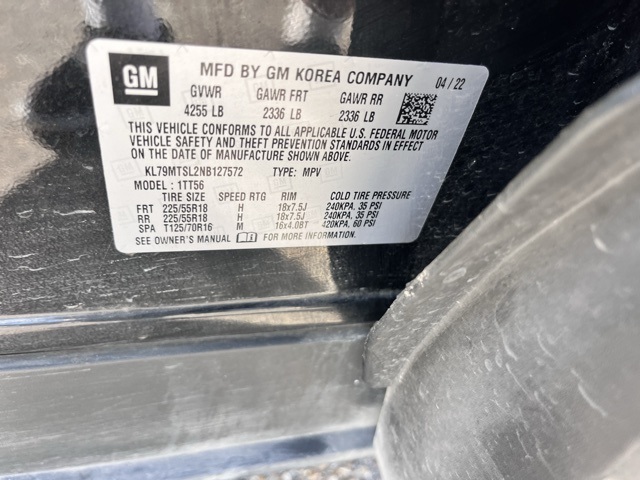 GM MFD BY GM KOREA COMPANY 04/22
GVWR GAWR FRT GAWR RR
4255 LB 2336 LB 2336 LB
THIS VEHICLE CONFORMS TO ALL APPLICABLE U.S. FEDERAL MOTOR
VEHICLE SAFETY AND THEFT PREVENTION STANDARDS IN EFFECT
ON THE DATE OF MANUFACTURE SHOWN ABOVE.
KL79MTSL2NB127572 TYPE: MPV
MODEL: 1TT56
TIRE SIZE SPEED RTG RIM COLD TIRE PRESSURE
FRT 225/55R18 H 18x7.5J 240KPA, 35 PSI
RR 225/55R18 H 18x7.5J 240KPA, 35 PSI
SPA T125/70R16 M 16x4.0BT 420KPA, 60 PSI
SEE OWNER'S MANUAL FOR MORE INFORMATION.